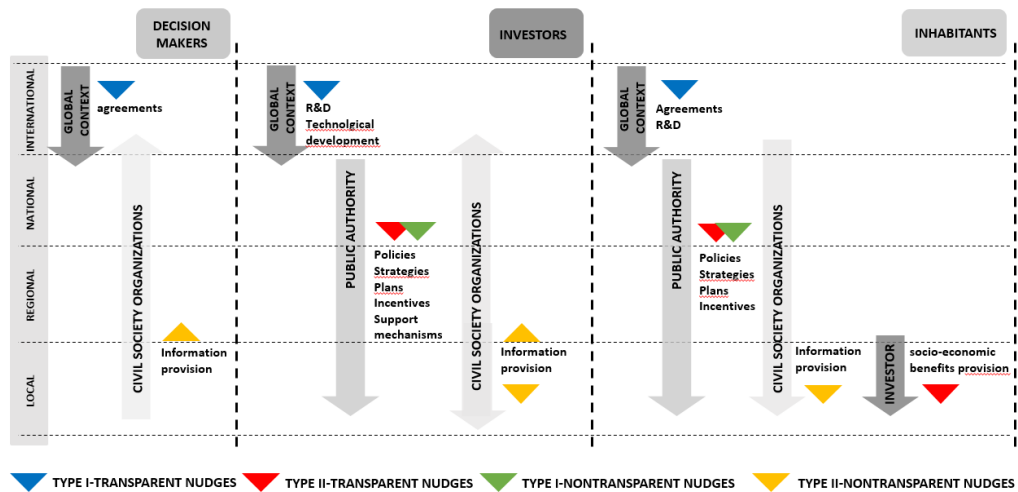 DECISION
MAKERS
INVESTORS
INHABITANTS
INTERNATIONAL
NATIONAL
REGIONAL
LOCAL
GLOBAL
CONTEXT
agreements
CIVIL SOCIETY ORGANIZATIONS
Information
provision
GLOBAL
CONTEXT
R&D
Technolgical
development
PUBLIC AUTHORITY
Policies
Strategies
Plans
Incentives
Support
mechanisms
CIVIL SOCIETY ORGANIZATIONS
Information
provision
GLOBAL
CONTEXT
Agreements
R&D
PUBLIC AUTHORITY
Policies
Strategies
Plans
Incentives
CIVIL SOCIETY ORGANIZATIONS
Information
provision
INVESTOR
socio-economic
benefits provision
TYPE I-TRANSPARENT NUDGES
TYPE II-TRANSPARENT NUDGES
TYPE I-NONTRANSPARENT NUDGES
TYPE II-NONTRANSPARENT NUDGES